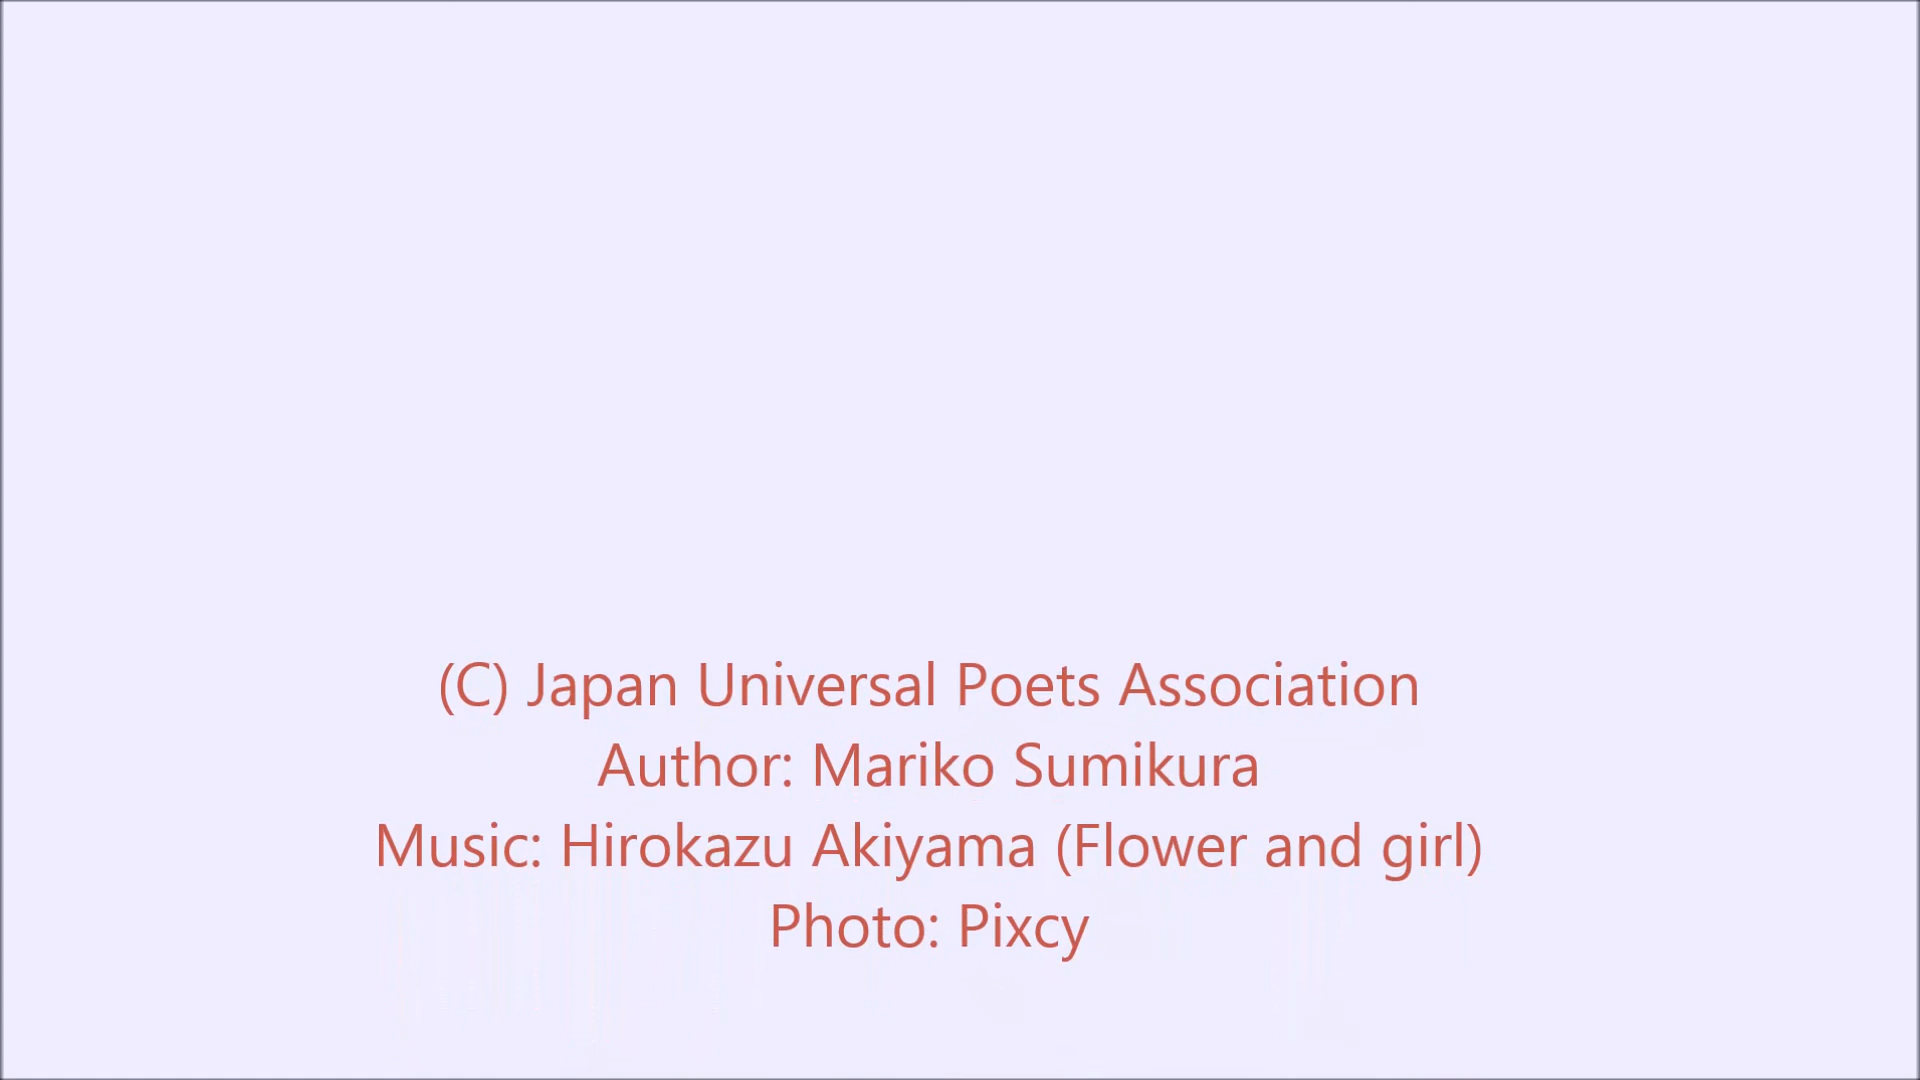 (C) Japan Universal Poets Association
Author: Mariko Sumikura
Music: Hirokazu Akiyama (Flower and girl)
Photo: Pixcy